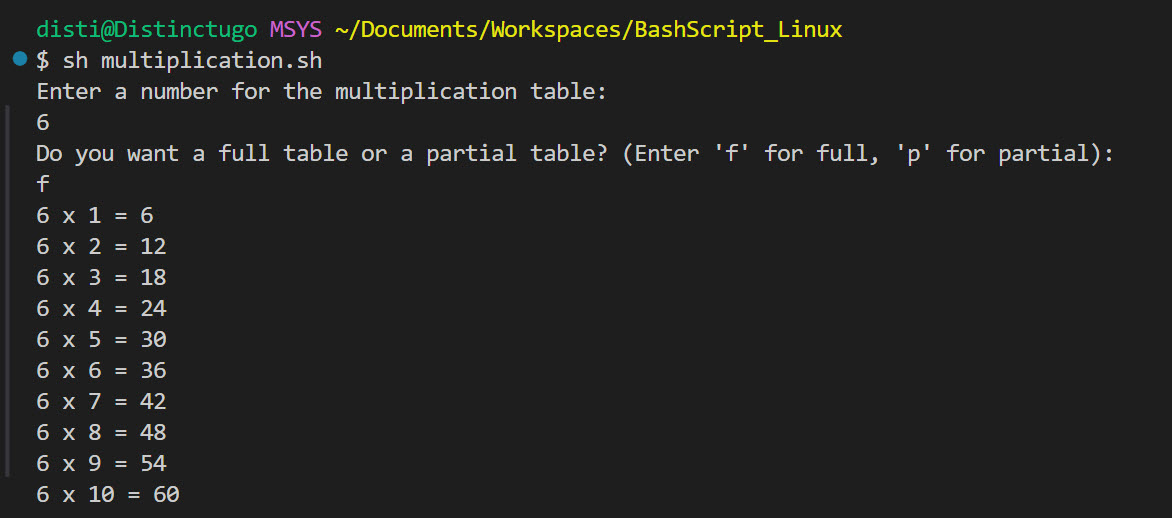 disti@Distinctugo MSYS ~/Documents/Workspaces/BashScript_Linux
$ sh multiplication.sh
Enter a number for the multiplication table:
6
Do you want a full table or a partial table? (Enter 'f' for full, 'p' for partial):
f
6 x 1 = 6
6 x 2 = 12
6 x 3 = 18
6 x 4 = 24
6 x 5 = 30
6 x 6 = 36
6 x 7 = 42
6 x 8 = 48
6 x 9 = 54
6 x 10 = 60